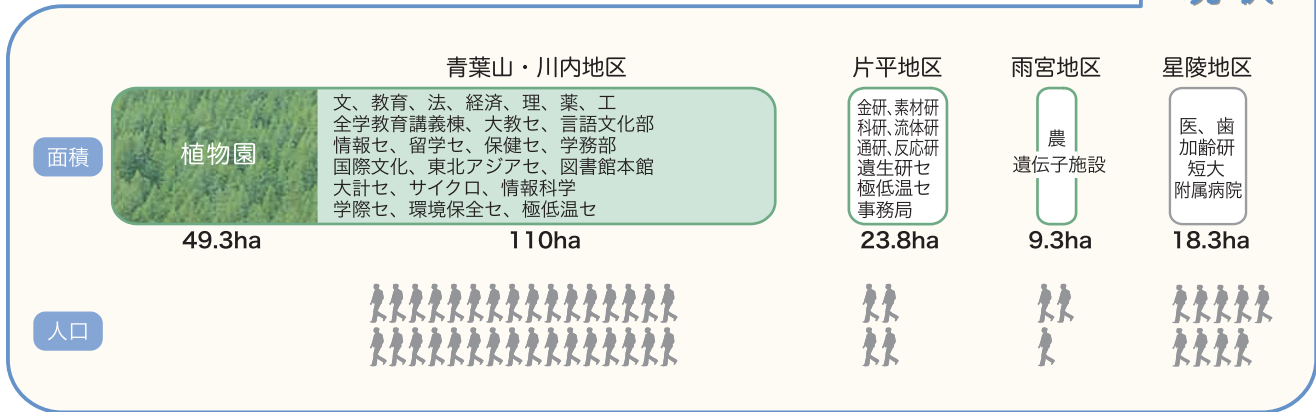 青葉山・川内地区
片平地区
雨宮地区
星陵地区
面積
植物園
文、教育、法、経済、理、薬、工
全学教育講義棟、大教セ、言語文化部
情報セ、留学セ、保健セ、学務部
国際文化、東北アジアセ、図書館本館
大計セ、サイクロ、情報科学
学際セ、環境保全セ、極低温セ
金研、素材研
科研、流体研
通研、反応研
遺生研セ
極低温セ
事務局
農
遺伝子施設
医、歯
加齢研
短大
附属病院
49.3ha
110ha
23.8ha
9.3ha
18.3ha
人口